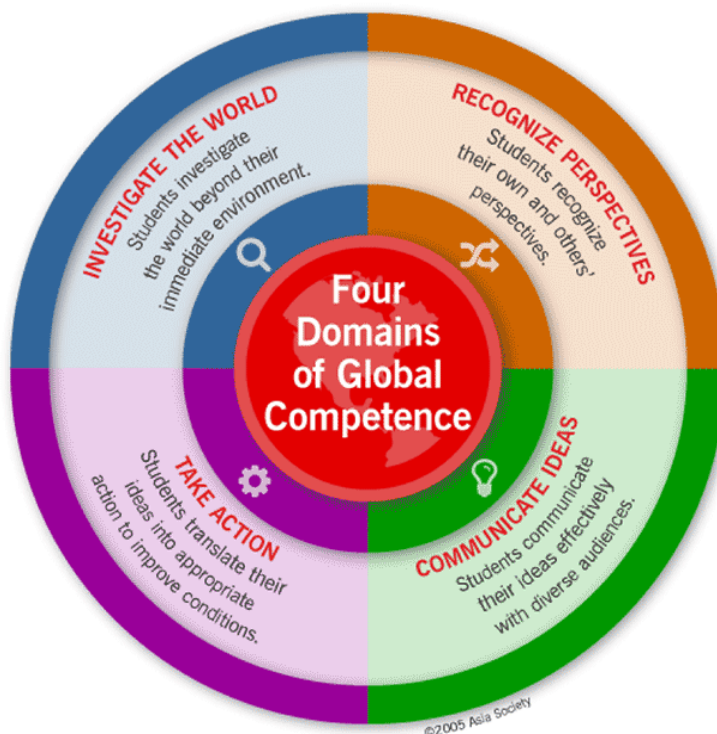 INVESTIGATE THE WORLD
Students investigate
the world beyond their
immediate environment.
RECOGNIZE PERSPECTIVES
Students recognize
their own and others'
perspectives.
Four
Domains
of Global
Competence
TAKE ACTION
Students translate their
ideas into appropriate
action to improve conditions.
COMMUNICATE IDEAS
Students communicate
their ideas effectively
with diverse audiences.
©2005 Asia Society